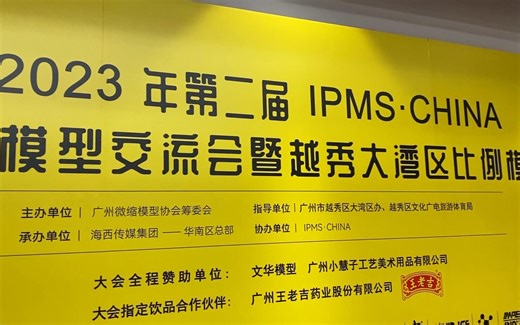 2023 年第二届 IPMS·CHINA
模型交流会暨越秀大湾区比例模
主办单位 | 广州微缩模型协会筹委会 指导单位 | 广州市越秀区大湾区办、越秀区文化广电旅游体育局
承办单位 | 海西传媒集团 —— 华南区总部 协办单位 | IPMS·CHINA
大会全程赞助单位： 文华模型 广州小慧子工艺美术用品有限公司
大会指定饮品合作伙伴： 广州王老吉药业股份有限公司 王老吉